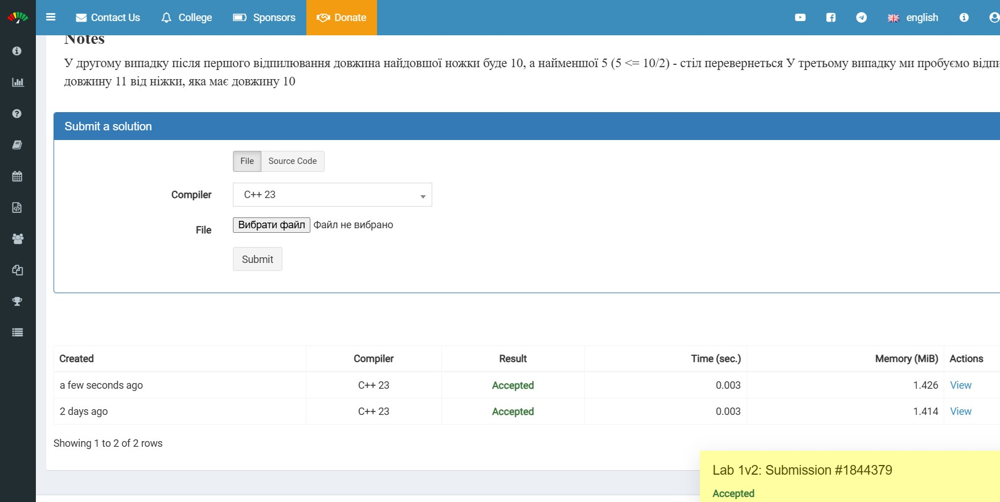 Contact Us College Sponsors Donate english
Notes
У другому випадку після першого відпилювання довжина найдовшої ножки буде 10, а найменшої 5 (5 <= 10/2) - стіл перевернеться У третьому випадку ми пробуємо
довжину 11 від ніжки, яка має довжину 10
Submit a solution
File Source Code
Compiler C++ 23
File Вибрати файл Файл не вибрано
Submit
Created Compiler Result Time (sec.) Memory (MiB) Actions
a few seconds ago C++ 23 Accepted 0.003 1.426 View
2 days ago C++ 23 Accepted 0.003 1.414 View
Showing 1 to 2 of 2 rows
Lab 1v2: Submission #1844379
Accepted